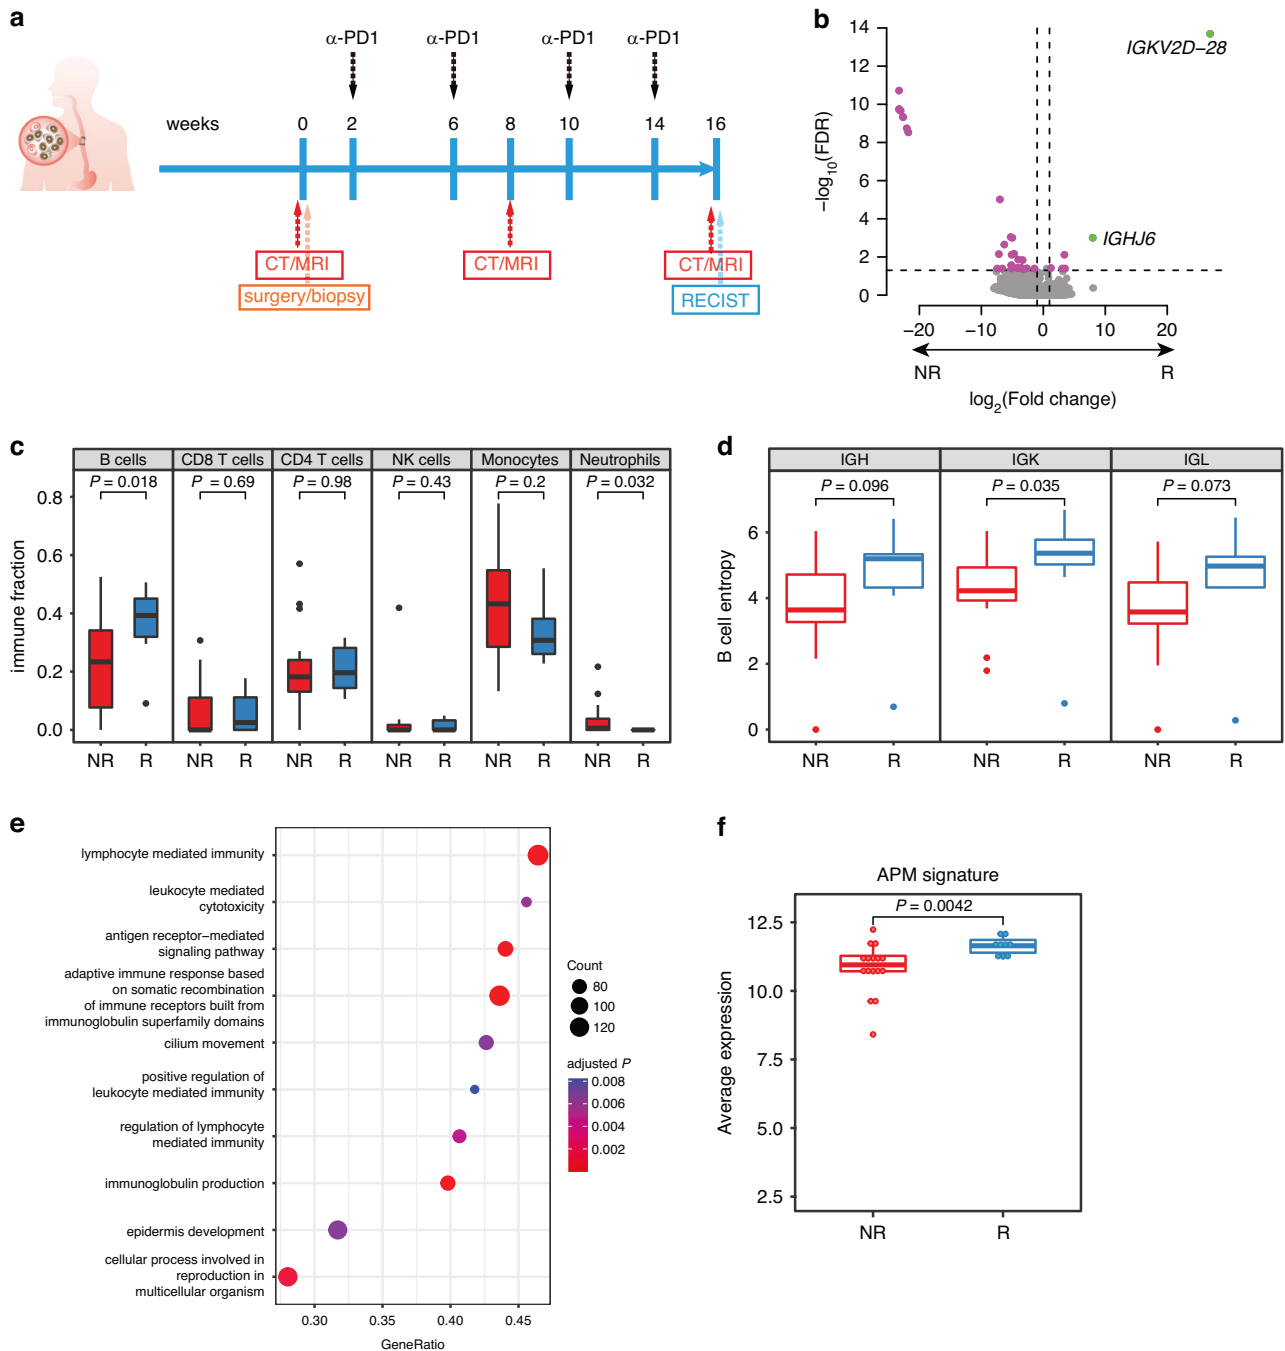 a
α-PD1 α-PD1 α-PD1 α-PD1
weeks 0 2 6 8 10 14 16
CT/MRI CT/MRI CT/MRI
surgery/biopsy RECIST
b
−log10(FDR)
14
12
10
8
6
4
2
0
IGKV2D−28
IGHJ6
−20 −10 0 10 20
NR R
log2(Fold change)
c
immune fraction
B cells CD8 T cells CD4 T cells NK cells Monocytes Neutrophils
P = 0.018 P = 0.69 P = 0.98 P = 0.43 P = 0.2 P = 0.032
0.8
0.6
0.4
0.2
0.0
NR R NR R NR R NR R NR R NR R
d
B cell entropy
IGH IGK IGL
P = 0.096 P = 0.035 P = 0.073
6
4
2
0
NR R NR R NR R
e
lymphocyte mediated immunity
leukocyte mediated
cytotoxicity
antigen receptor−mediated
signaling pathway
adaptive immune response based
on somatic recombination
of immune receptors built from
immunoglobulin superfamily domains
cilium movement
positive regulation of
leukocyte mediated immunity
regulation of lymphocyte
mediated immunity
immunoglobulin production
epidermis development
cellular process involved in
reproduction in
multicellular organism
0.30 0.35 0.40 0.45
GeneRatio
Count
80
100
120
adjusted P
0.008
0.006
0.004
0.002
f
APM signature
P = 0.0042
Average expression
12.5
10.0
7.5
5.0
2.5
NR R